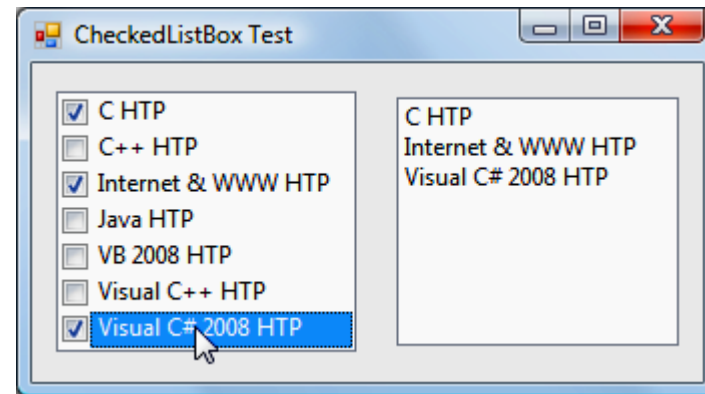 CheckedListBox Test
C HTP
C++ HTP
Internet & WWW HTP
Java HTP
VB 2008 HTP
Visual C++ HTP
Visual C# 2008 HTP
C HTP
Internet & WWW HTP
Visual C# 2008 HTP